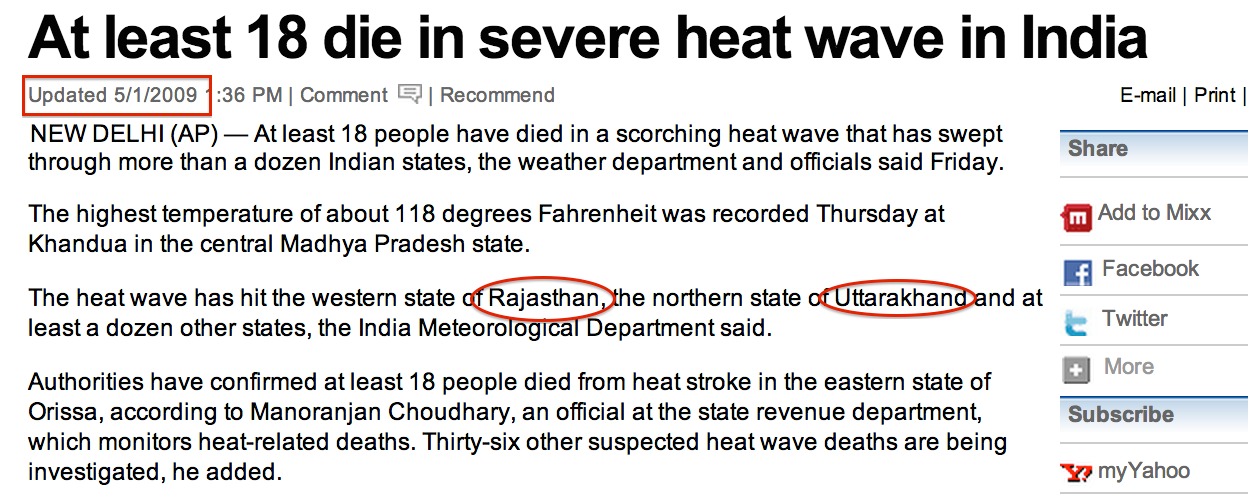 At least 18 die in severe heat wave in India
Updated 5/1/2009 1:36 PM | Comment | Recommend
E-mail | Print |
NEW DELHI (AP) — At least 18 people have died in a scorching heat wave that has swept
through more than a dozen Indian states, the weather department and officials said Friday.
The highest temperature of about 118 degrees Fahrenheit was recorded Thursday at
Khandua in the central Madhya Pradesh state.
The heat wave has hit the western state of Rajasthan, the northern state of Uttarakhand and at
least a dozen other states, the India Meteorological Department said.
Authorities have confirmed at least 18 people died from heat stroke in the eastern state of
Orissa, according to Manoranjan Choudhary, an official at the state revenue department,
which monitors heat-related deaths. Thirty-six other suspected heat wave deaths are being
investigated, he added.
Share
Add to Mixx
Facebook
Twitter
More
Subscribe
myYahoo